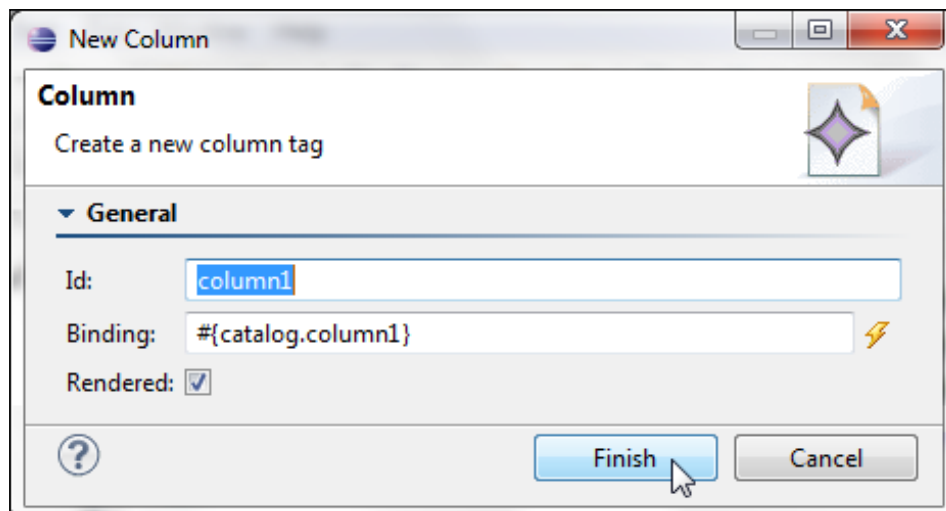 New Column
Column
Create a new column tag
General
Id: column1
Binding: #{catalog.column1}
Rendered:
?
Finish Cancel